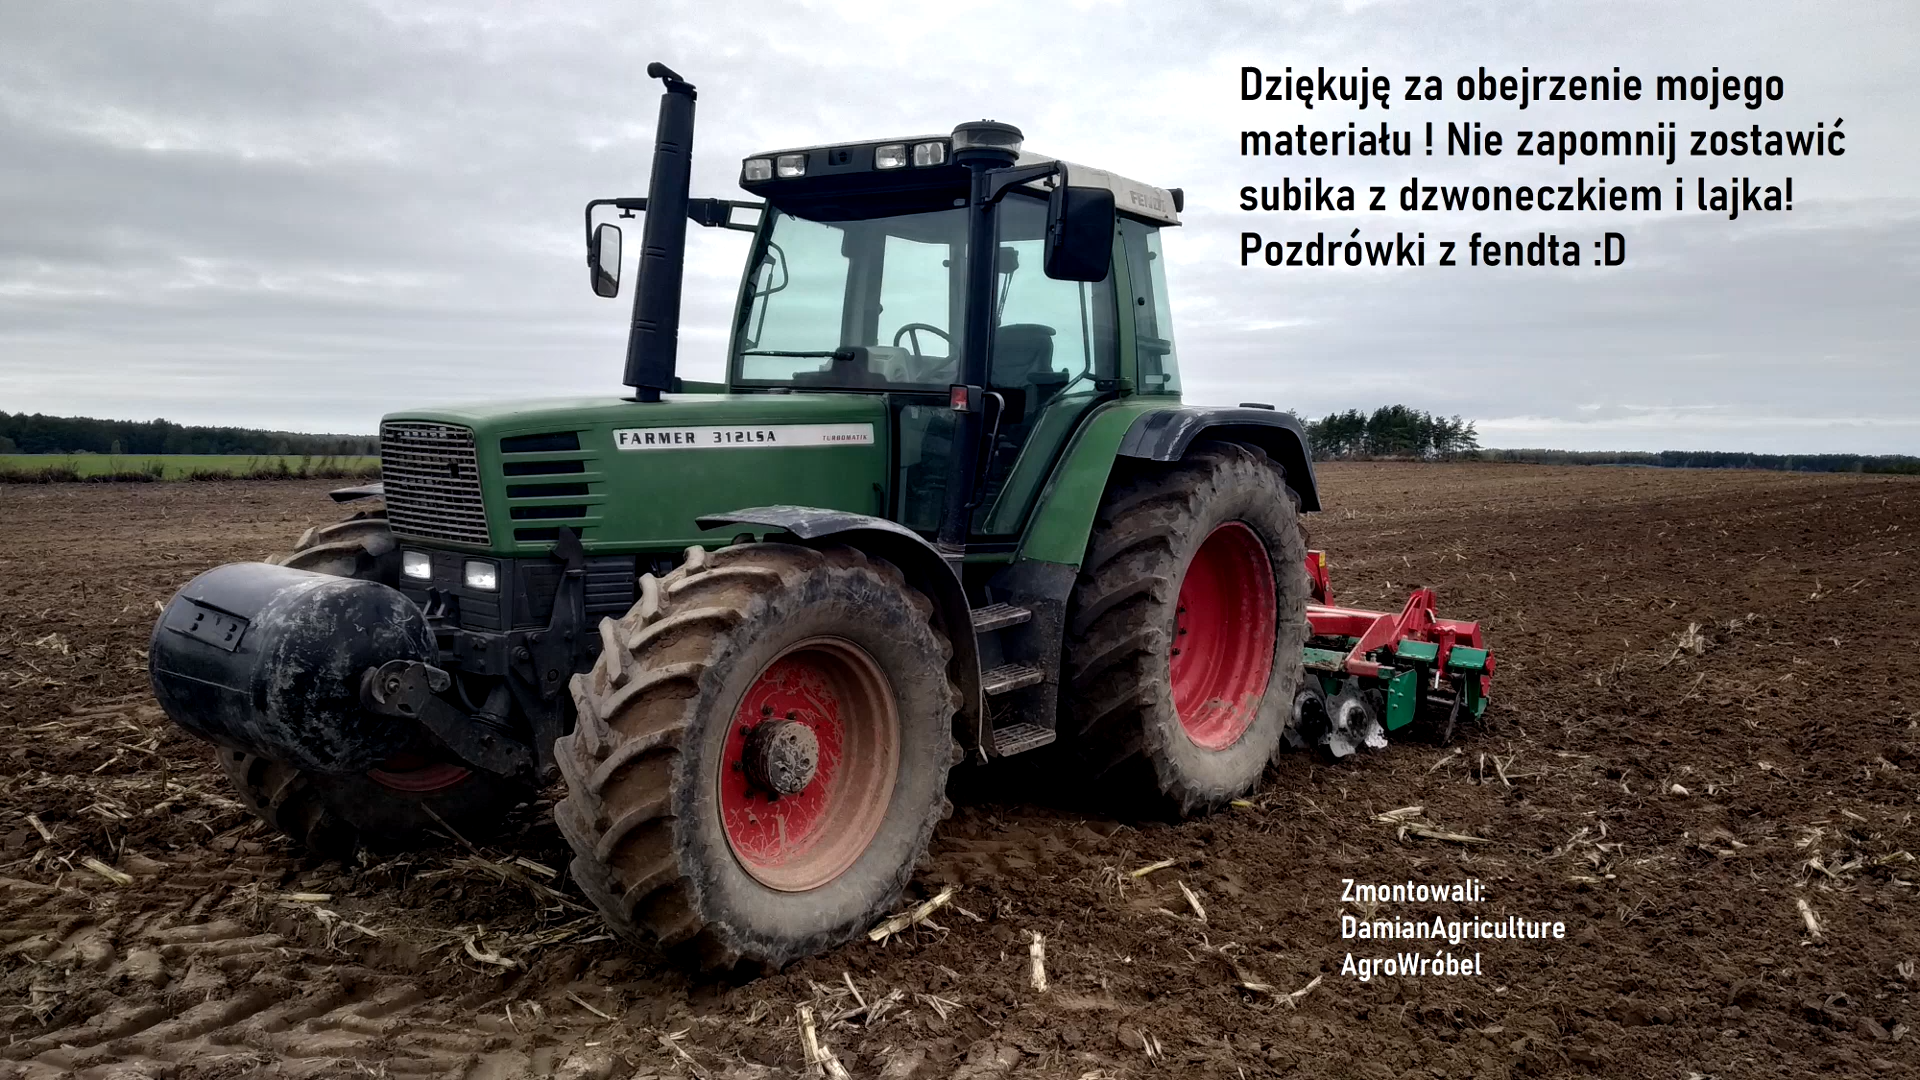 Dziękuję za obejrzenie mojego
materiału ! Nie zapomnij zostawić
subika z dzwoneczkiem i lajka!
Pozdrówki z fendta :D
FENDT
FARMER 312LSA TURBOMATIK
Zmontowali:
DamianAgriculture
AgroWróbel